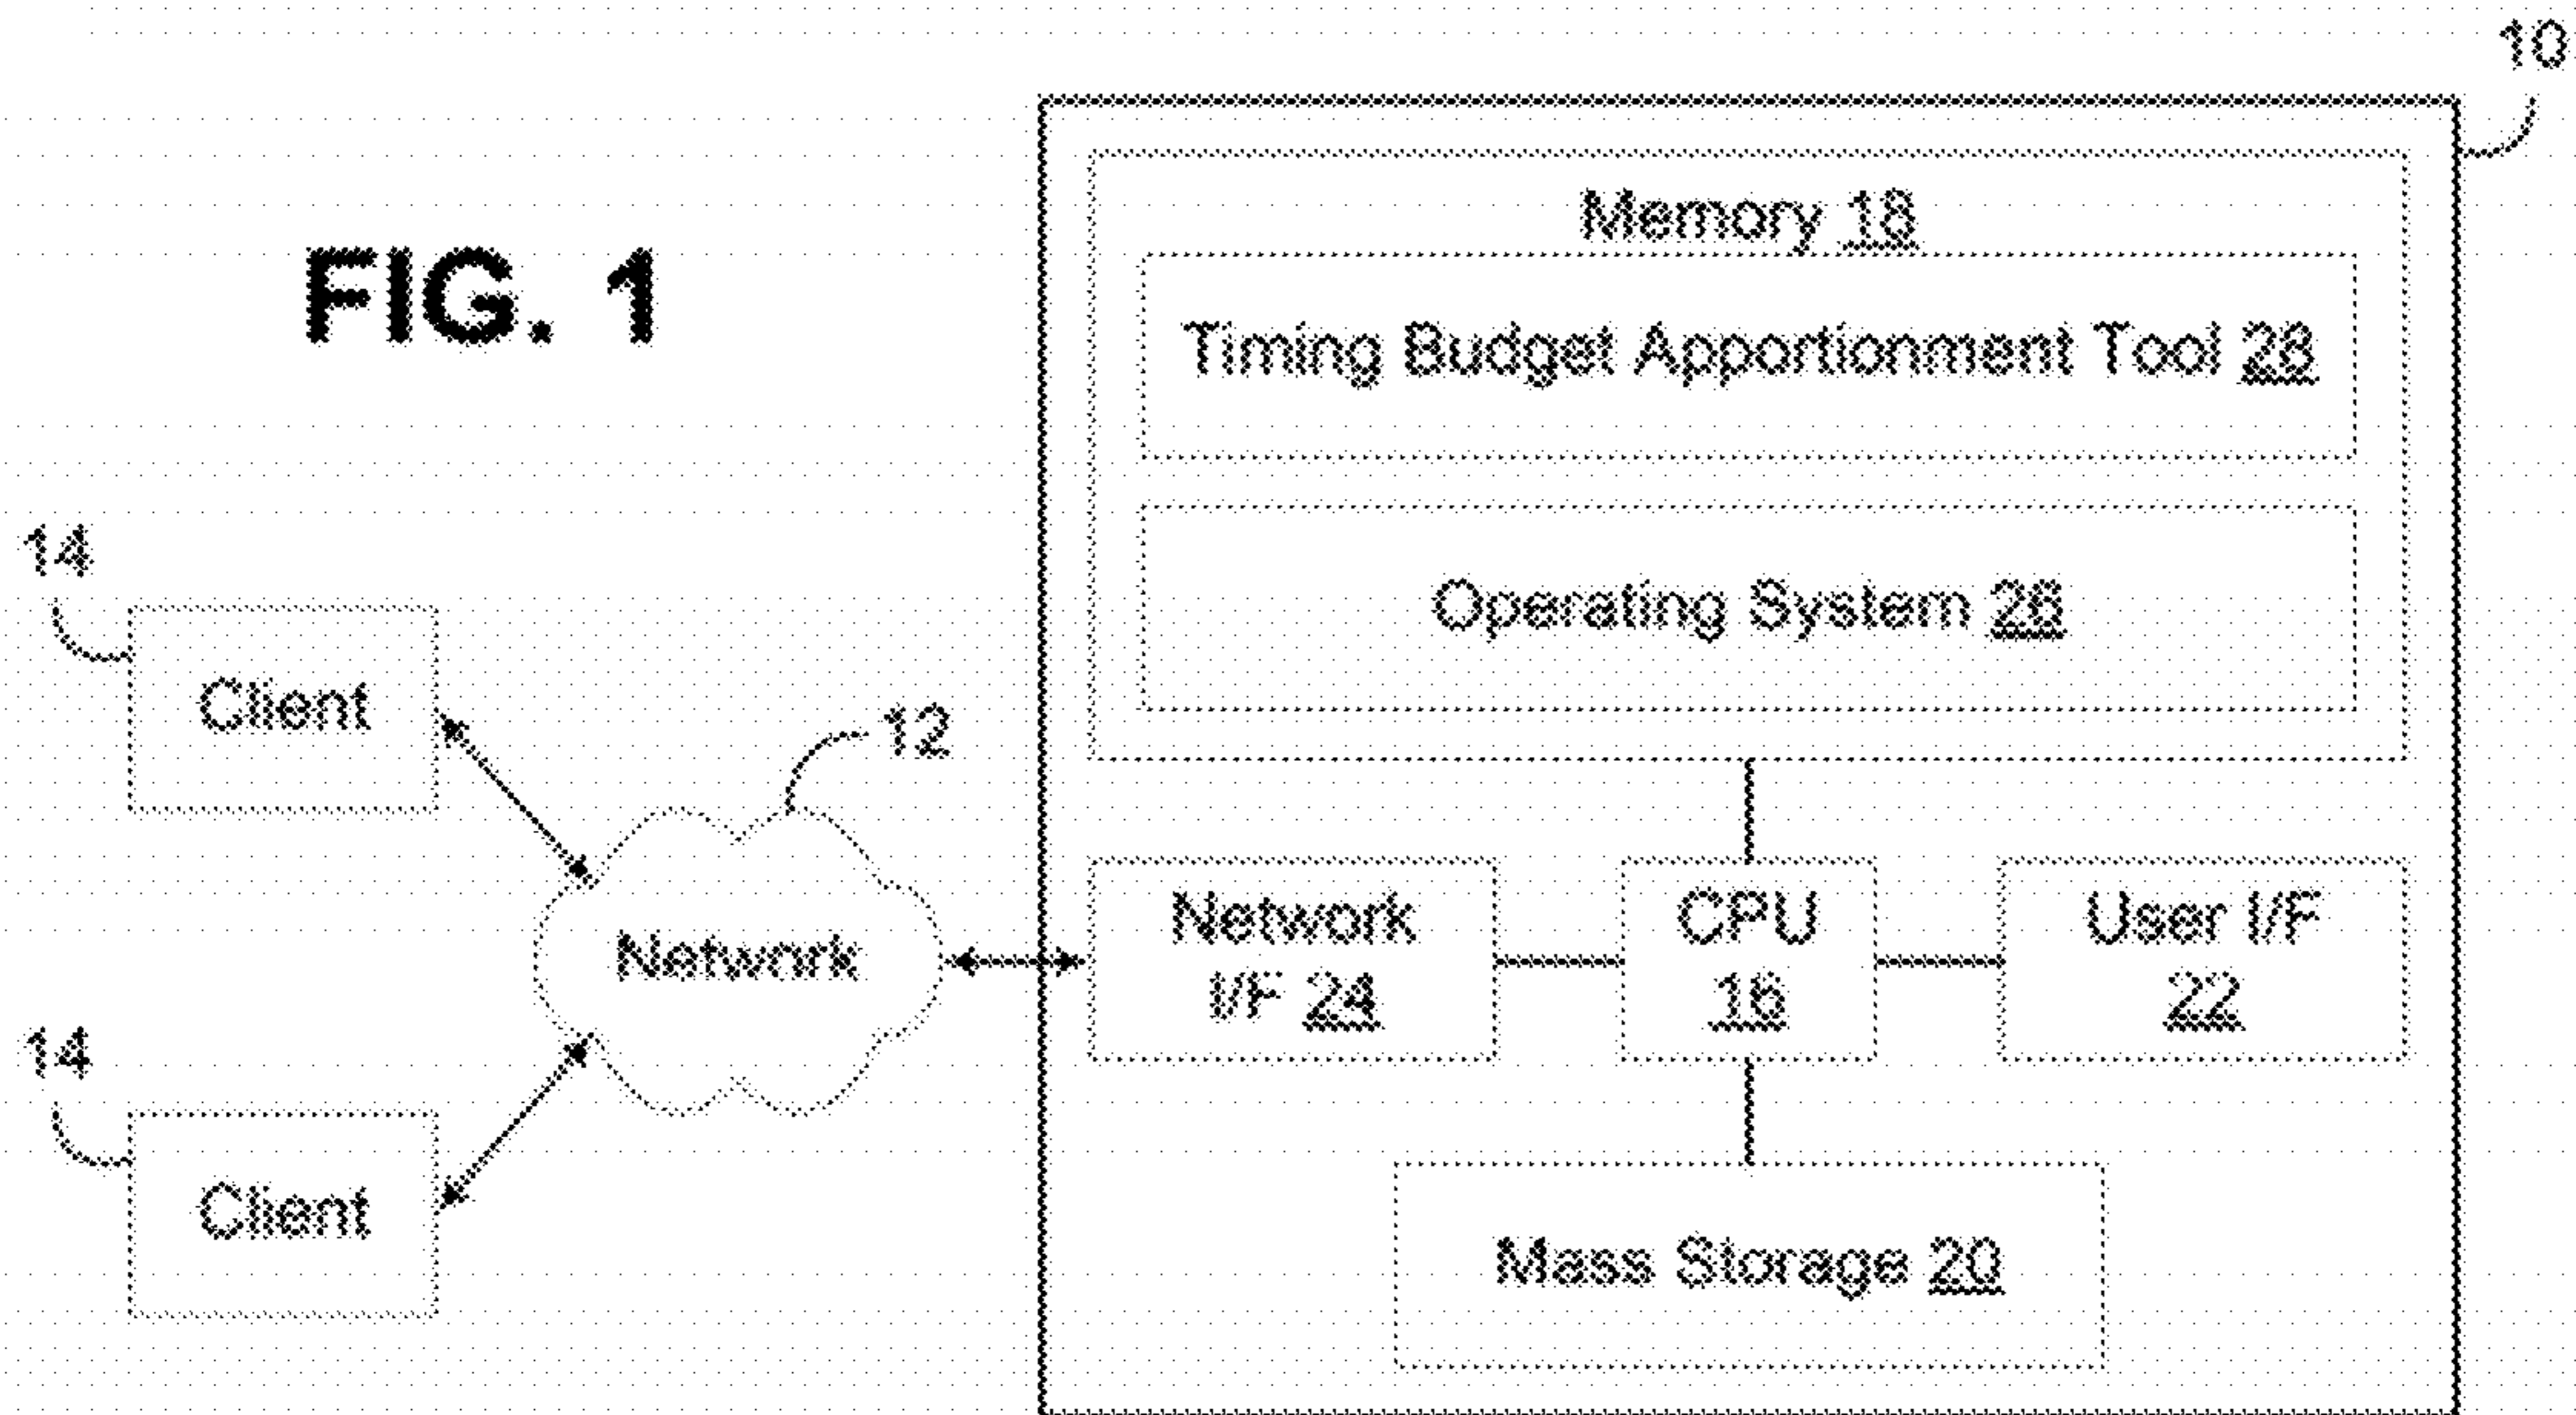 10
Memory 18
FIG. 1
Timing Budget Apportionment Tool 28
14
Operating System 26
Client
12
Network
Network
I/F 24
CPU
16
User I/F
22
14
Client
Mass Storage 20